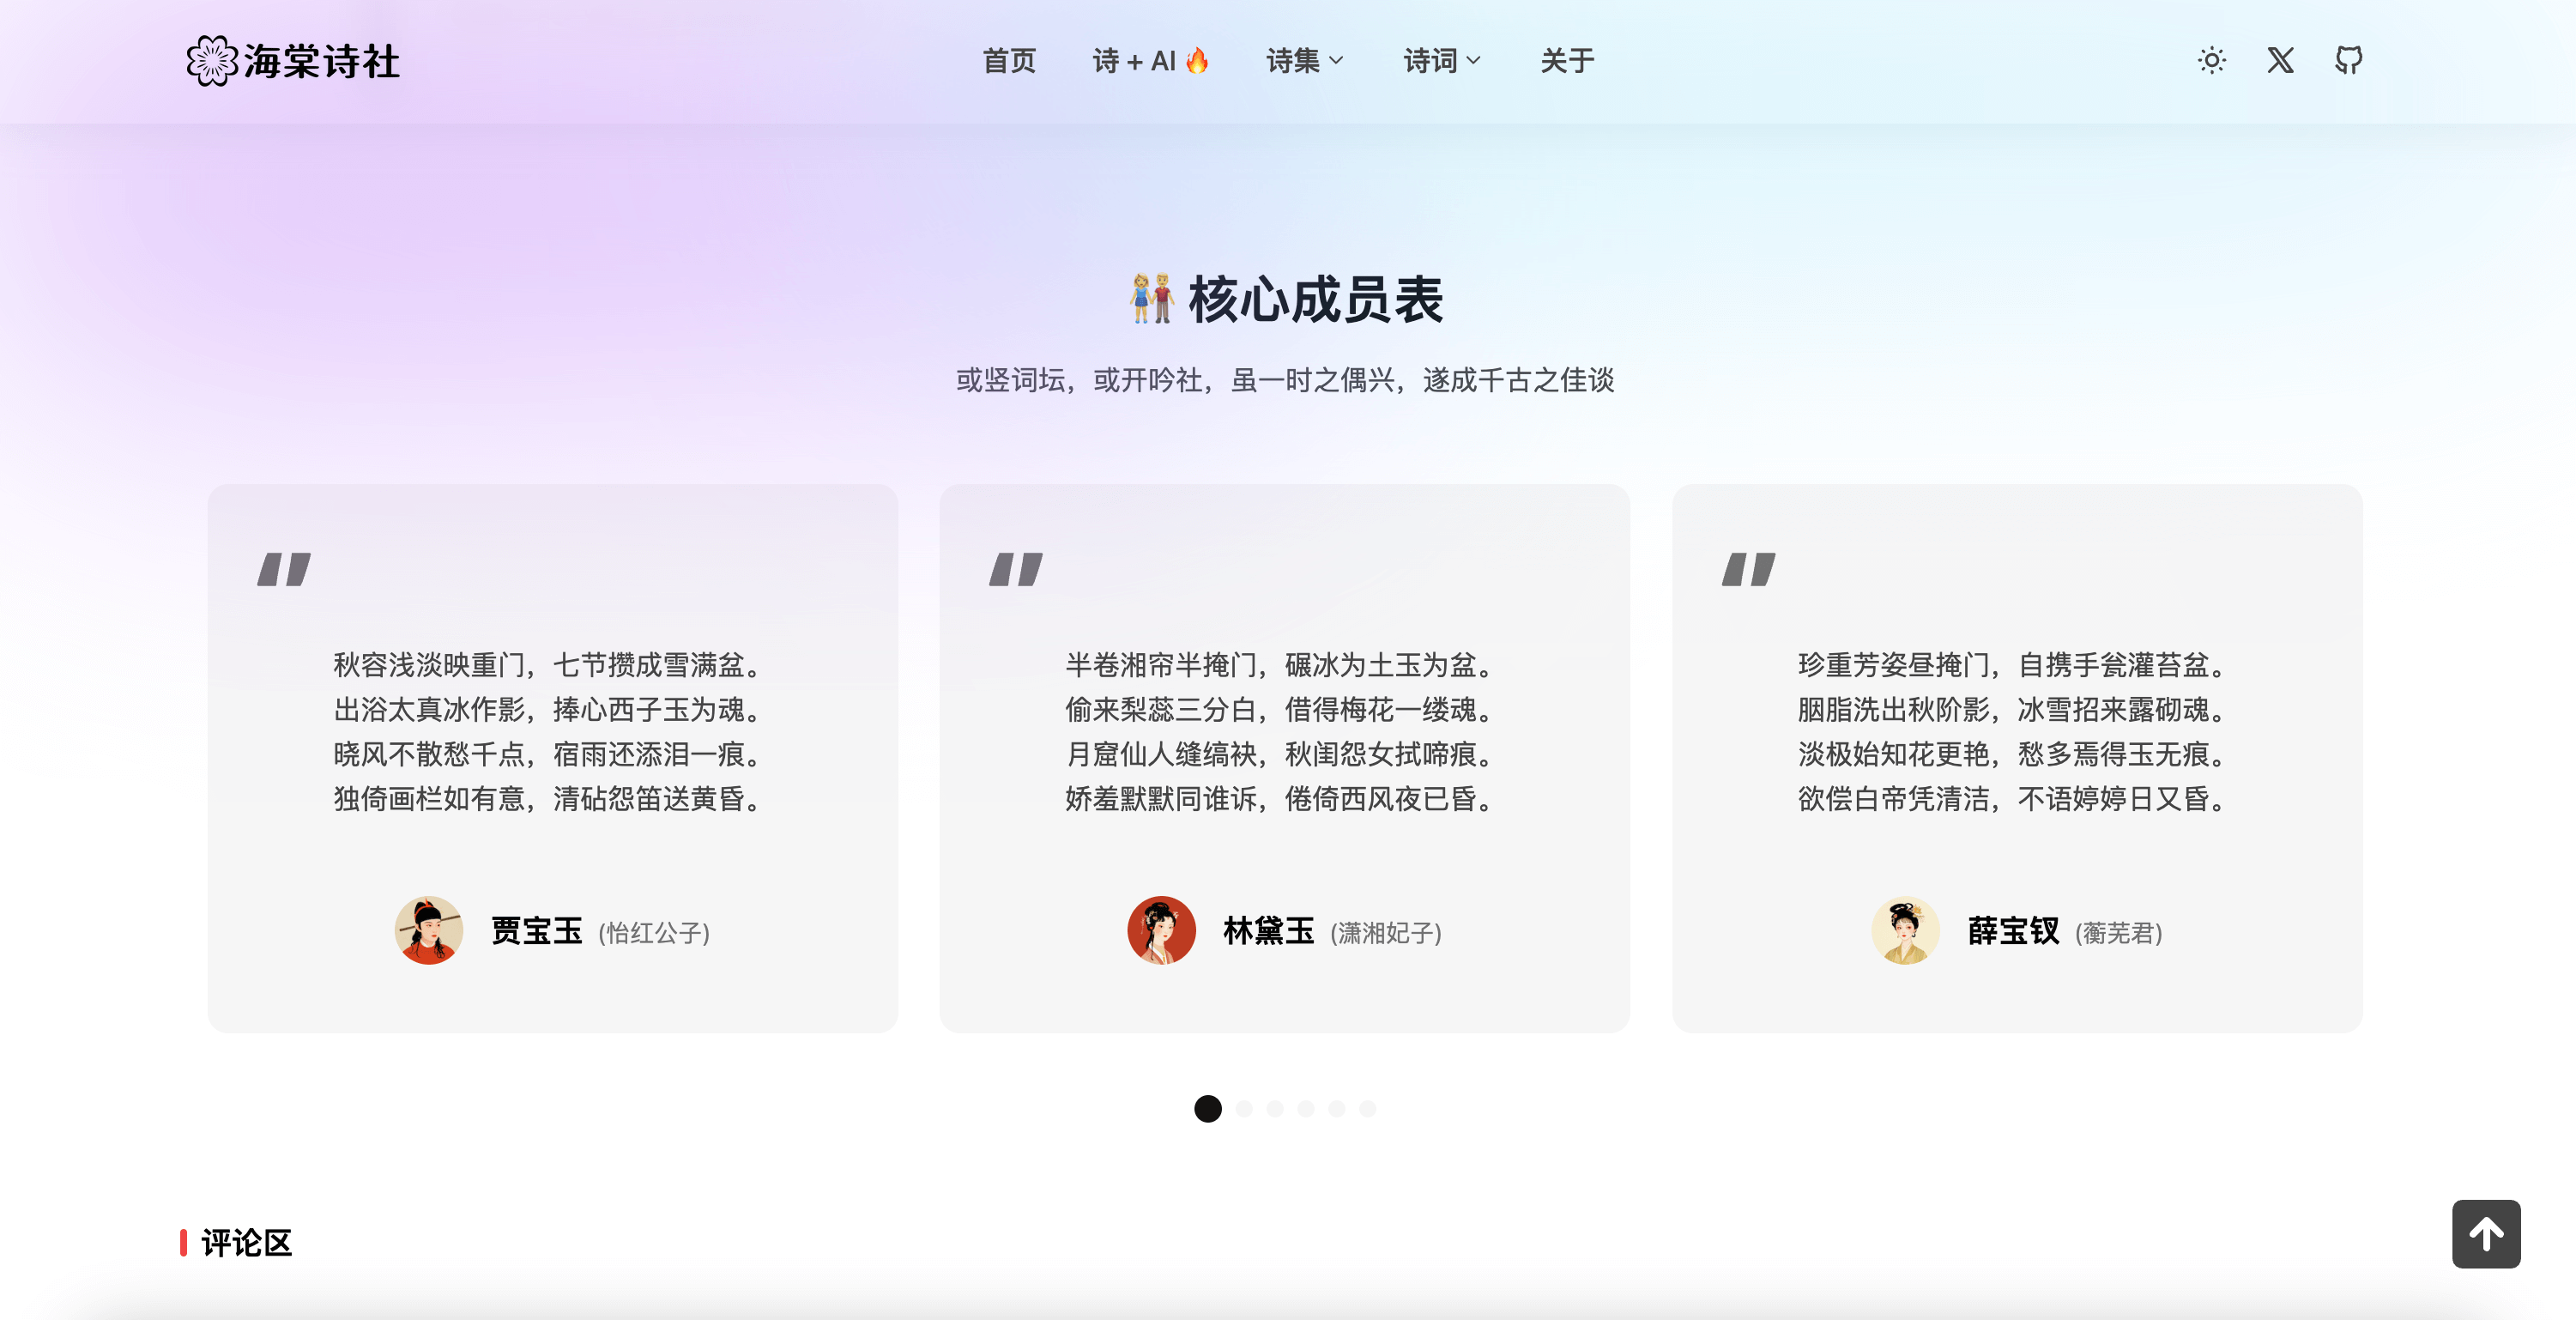 海棠诗社
首页 诗 + AI 🔥 诗集 诗词 关于
👫 核心成员表
或竖词坛，或开吟社，虽一时之偶兴，遂成千古之佳谈
秋容浅淡映重门，七节攒成雪满盆。
出浴太真冰作影，捧心西子玉为魂。
晓风不散愁千点，宿雨还添泪一痕。
独倚画栏如有意，清砧怨笛送黄昏。
贾宝玉 (怡红公子)
半卷湘帘半掩门，碾冰为土玉为盆。
偷来梨蕊三分白，借得梅花一缕魂。
月窟仙人缝缟袂，秋闺怨女拭啼痕。
娇羞默默同谁诉，倦倚西风夜已昏。
林黛玉 (潇湘妃子)
珍重芳姿昼掩门，自携手瓮灌苔盆。
胭脂洗出秋阶影，冰雪招来露砌魂。
淡极始知花更艳，愁多焉得玉无痕。
欲偿白帝凭清洁，不语婷婷日又昏。
薛宝钗 (蘅芜君)
评论区